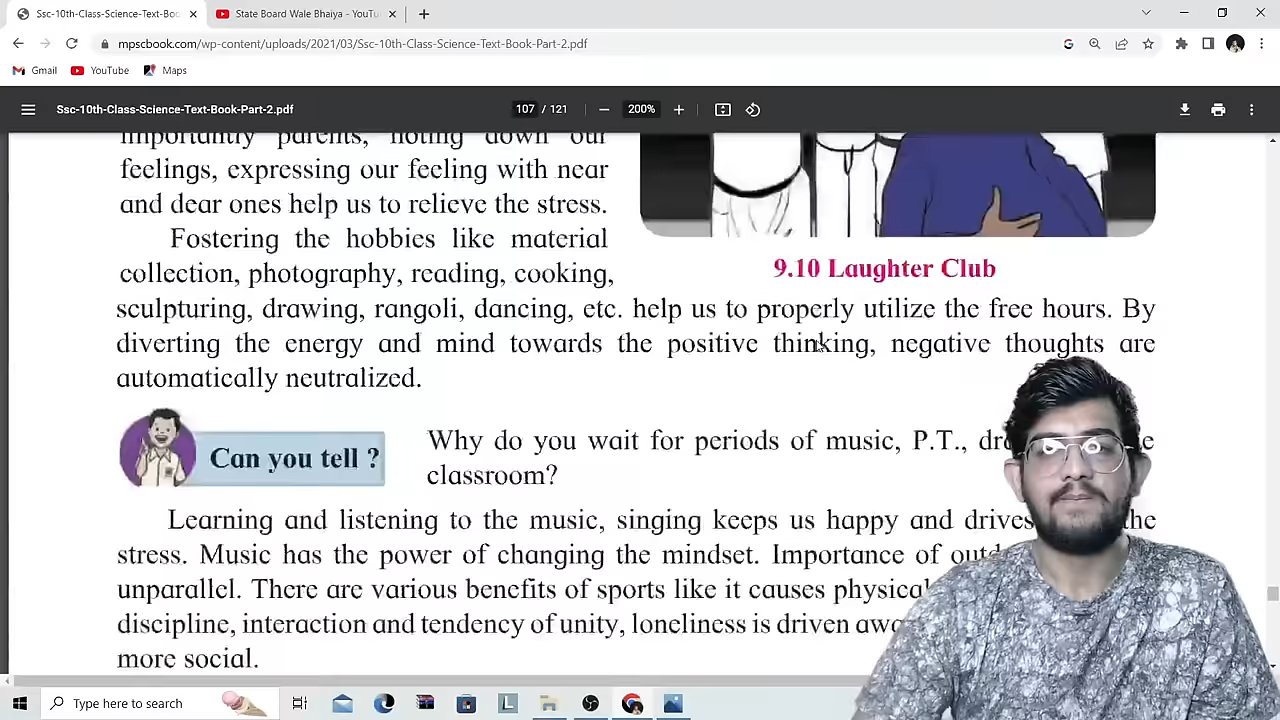 Ssc-10th-Class-Science-Text-Boo
State Board Wale Bhaiya - YouTu
mpscbook.com/wp-content/uploads/2021/03/Ssc-10th-Class-Science-Text-Book-Part-2.pdf
Gmail YouTube Maps
Ssc-10th-Class-Science-Text-Book-Part-2.pdf 107 / 121 200%
importantly parents, noting down our
feelings, expressing our feeling with near
and dear ones help us to relieve the stress.
Fostering the hobbies like material
collection, photography, reading, cooking,
9.10 Laughter Club
sculpturing, drawing, rangoli, dancing, etc. help us to properly utilize the free hours. By
diverting the energy and mind towards the positive thinking, negative thoughts are
automatically neutralized.
Can you tell ?
Why do you wait for periods of music, P.T.,
classroom?
Learning and listening to the music, singing keeps us happy and drives the
stress. Music has the power of changing the mindset. Importance of
unparallel. There are various benefits of sports like it causes physical
discipline, interaction and tendency of unity, loneliness is driven
more social.
Type here to search